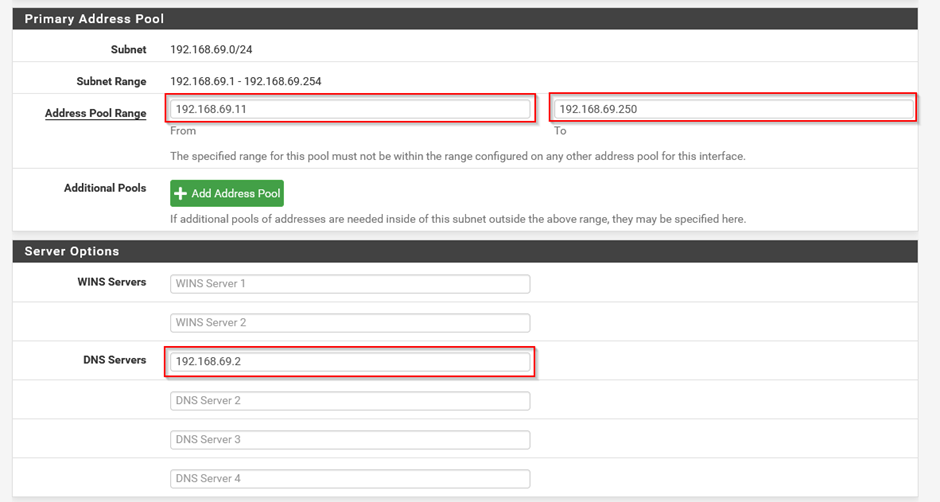 Primary Address Pool
Subnet 192.168.69.0/24
Subnet Range 192.168.69.1 - 192.168.69.254
Address Pool Range 192.168.69.11 192.168.69.250
From To
The specified range for this pool must not be within the range configured on any other address pool for this interface.
Additional Pools + Add Address Pool
If additional pools of addresses are needed inside of this subnet outside the above range, they may be specified here.
Server Options
WINS Servers WINS Server 1
WINS Server 2
DNS Servers 192.168.69.2
DNS Server 2
DNS Server 3
DNS Server 4